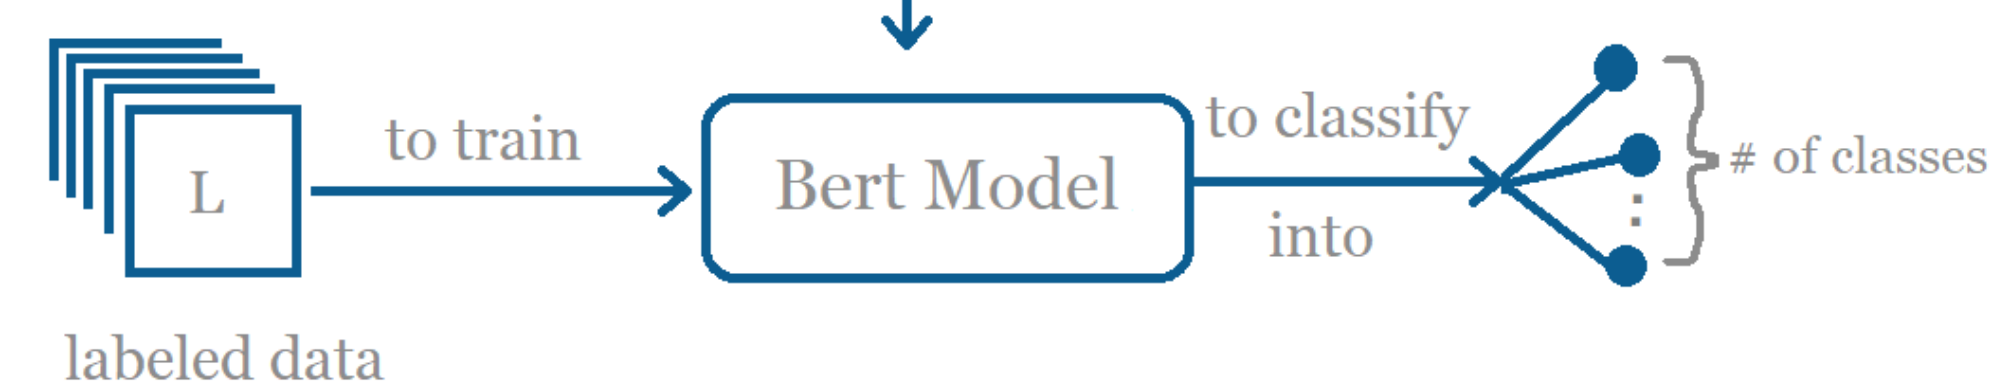 L
labeled data
to train
Bert Model
to classify
into
# of classes